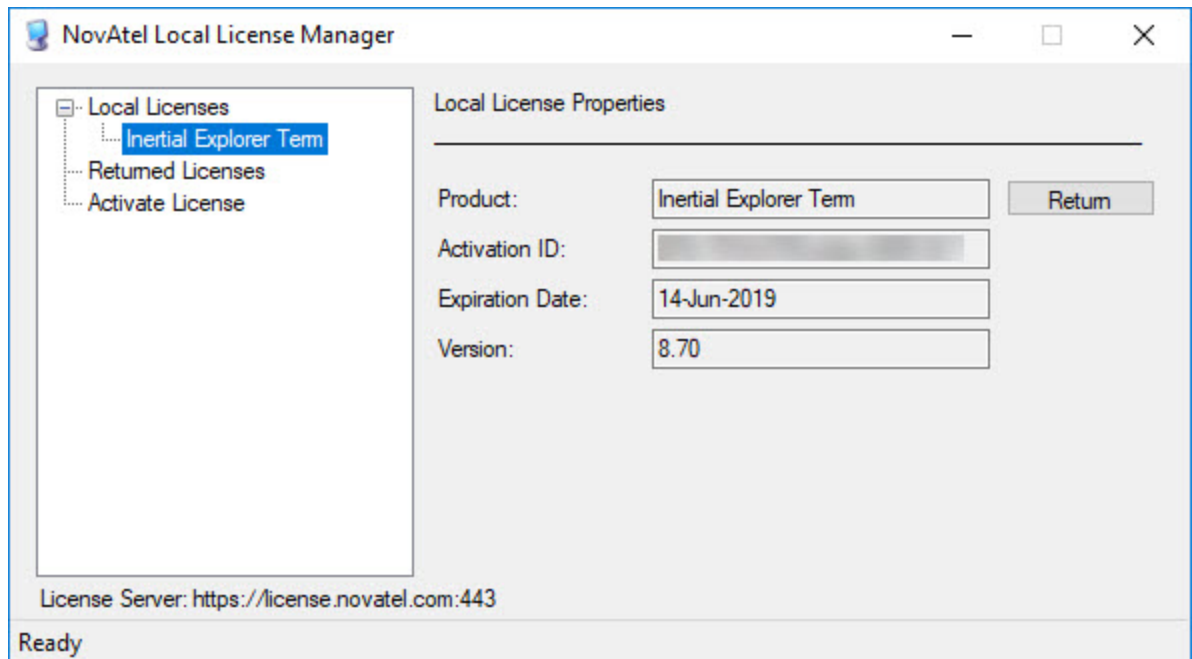 NovAtel Local License Manager
Local Licenses
Inertial Explorer Term
Returned Licenses
Activate License
Local License Properties
Product: Inertial Explorer Term Return
Activation ID:
Expiration Date: 14-Jun-2019
Version: 8.70
License Server: https://license.novatel.com:443
Ready